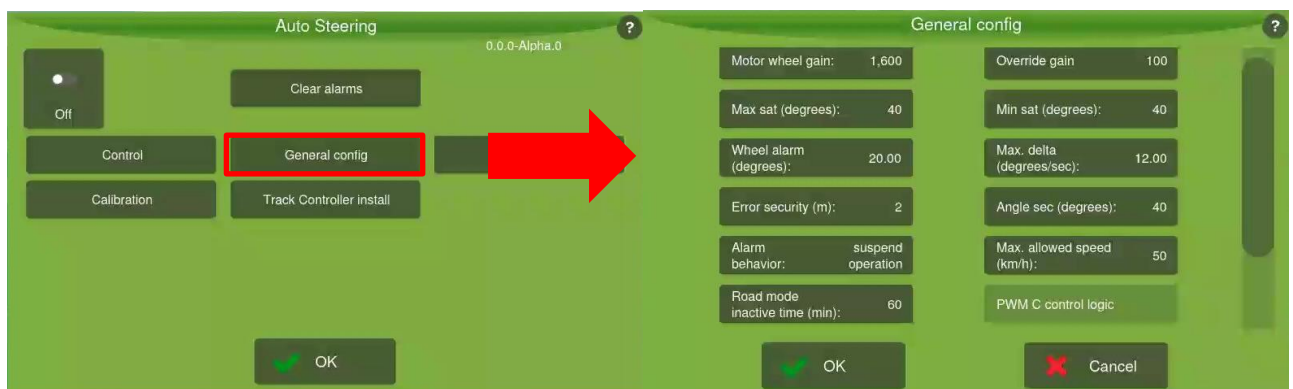 Auto Steering
?
0.0.0-Alpha.0
Off
Clear alarms
Control
General config
Calibration
Track Controller install
OK
General config
?
Motor wheel gain: 1,600
Override gain 100
Max sat (degrees): 40
Min sat (degrees): 40
Wheel alarm
(degrees): 20.00
Max. delta
(degrees/sec): 12.00
Error security (m): 2
Angle sec (degrees): 40
Alarm suspend
behavior: operation
Max. allowed speed
(km/h): 50
Road mode
inactive time (min): 60
PWM C control logic
OK
Cancel